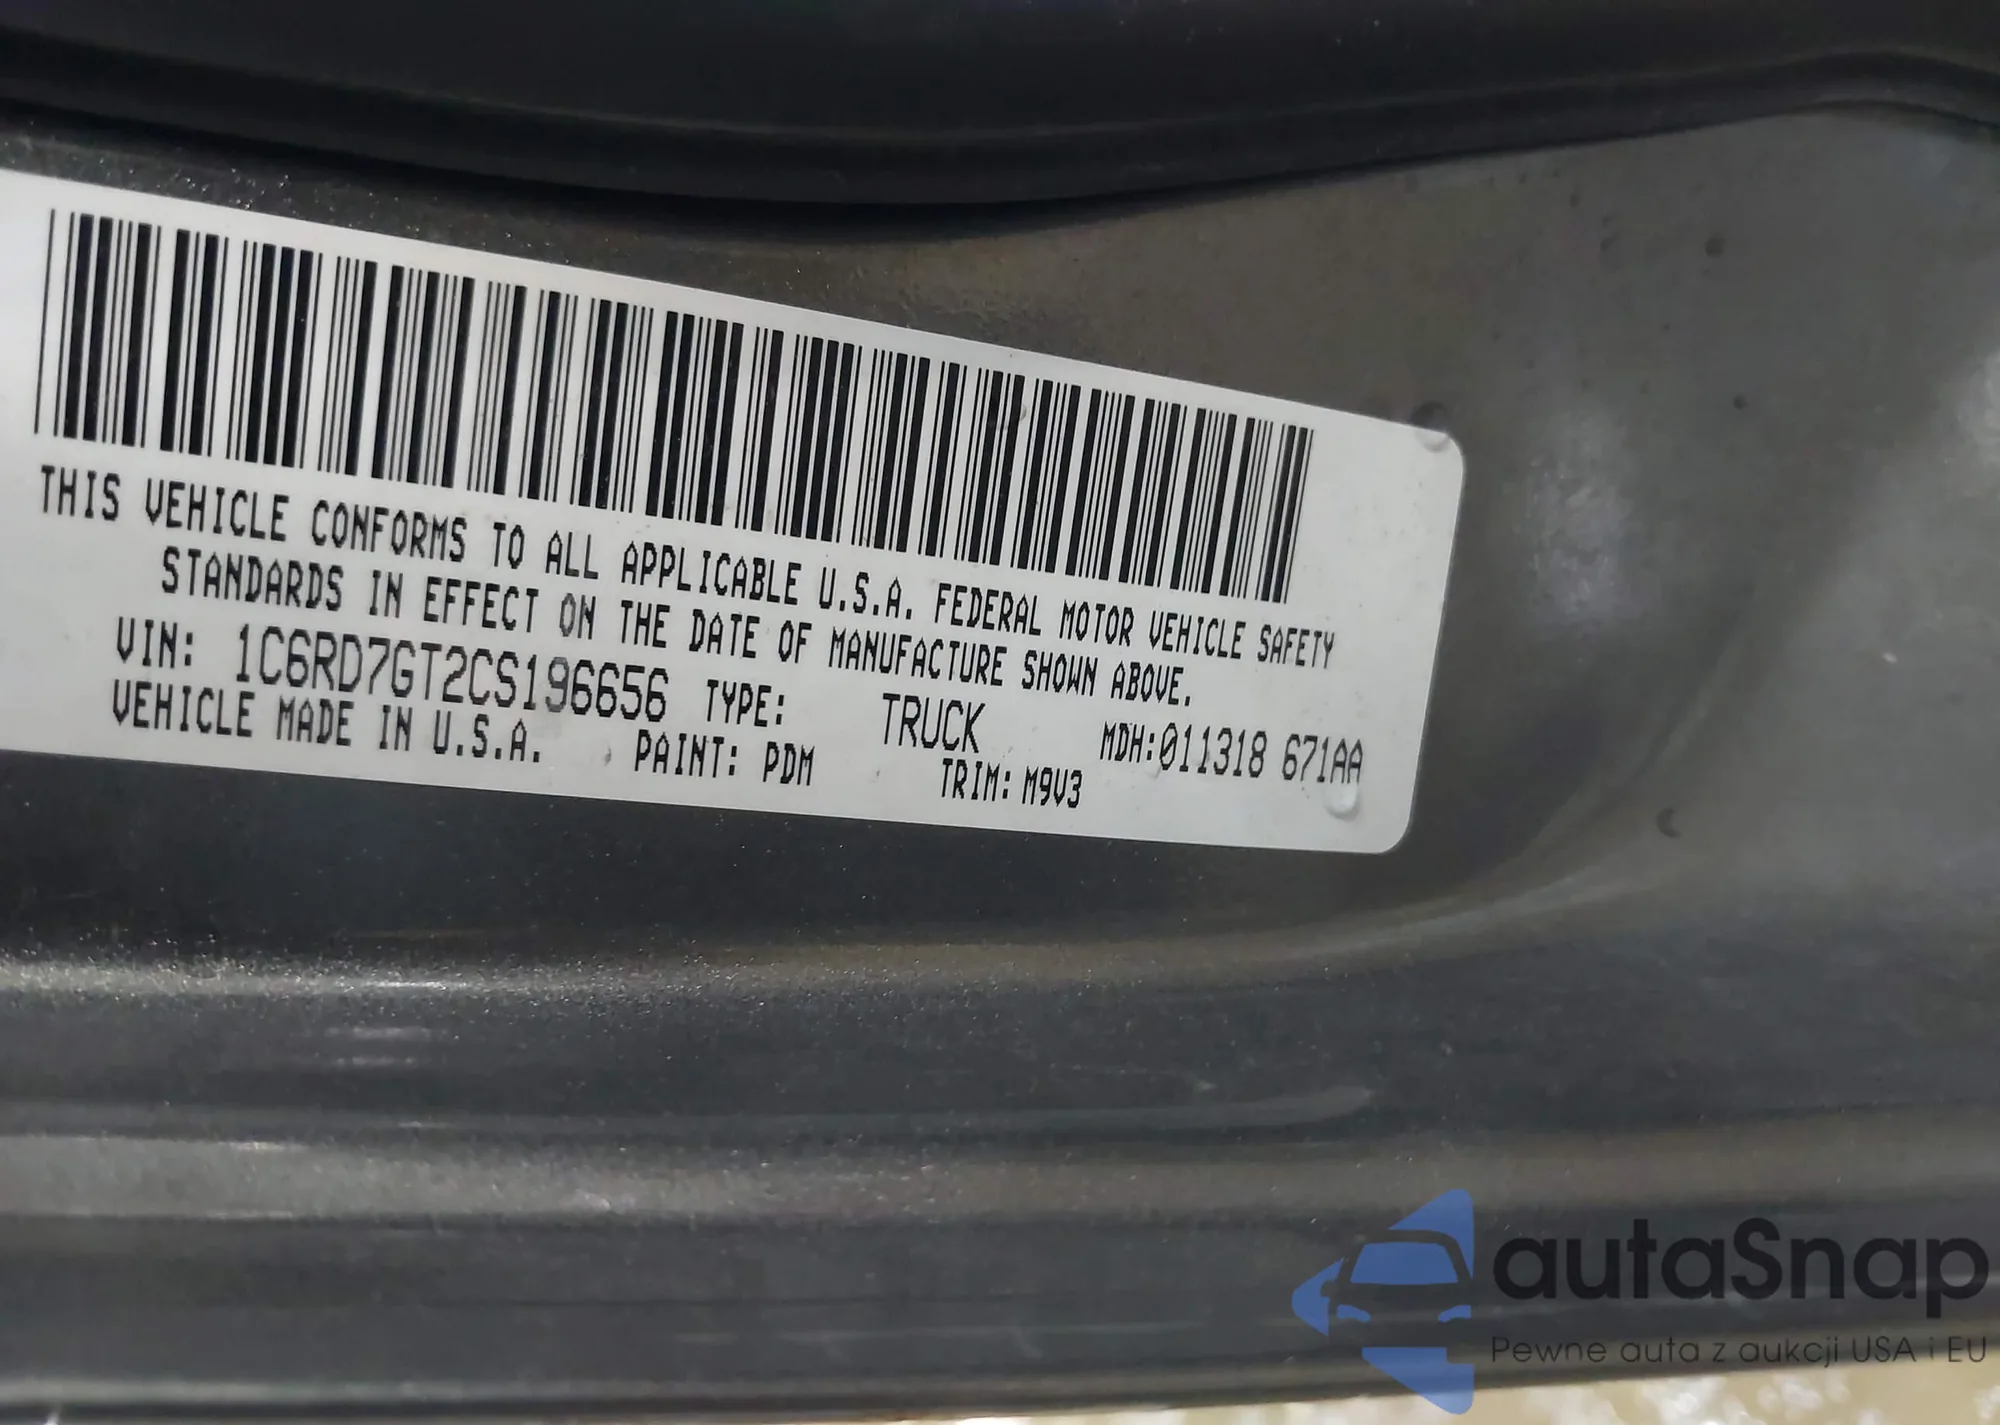 THIS VEHICLE CONFORMS TO ALL APPLICABLE U.S.A. FEDERAL MOTOR VEHICLE SAFETY
STANDARDS IN EFFECT ON THE DATE OF MANUFACTURE SHOWN ABOVE.
VIN: 1C6RD7GT2CS196656 TYPE: TRUCK MDH:011318 671AA
VEHICLE MADE IN U.S.A. PAINT: PDM TRIM: M9V3
autaSnap
Pewne auta z aukcji USA i EU